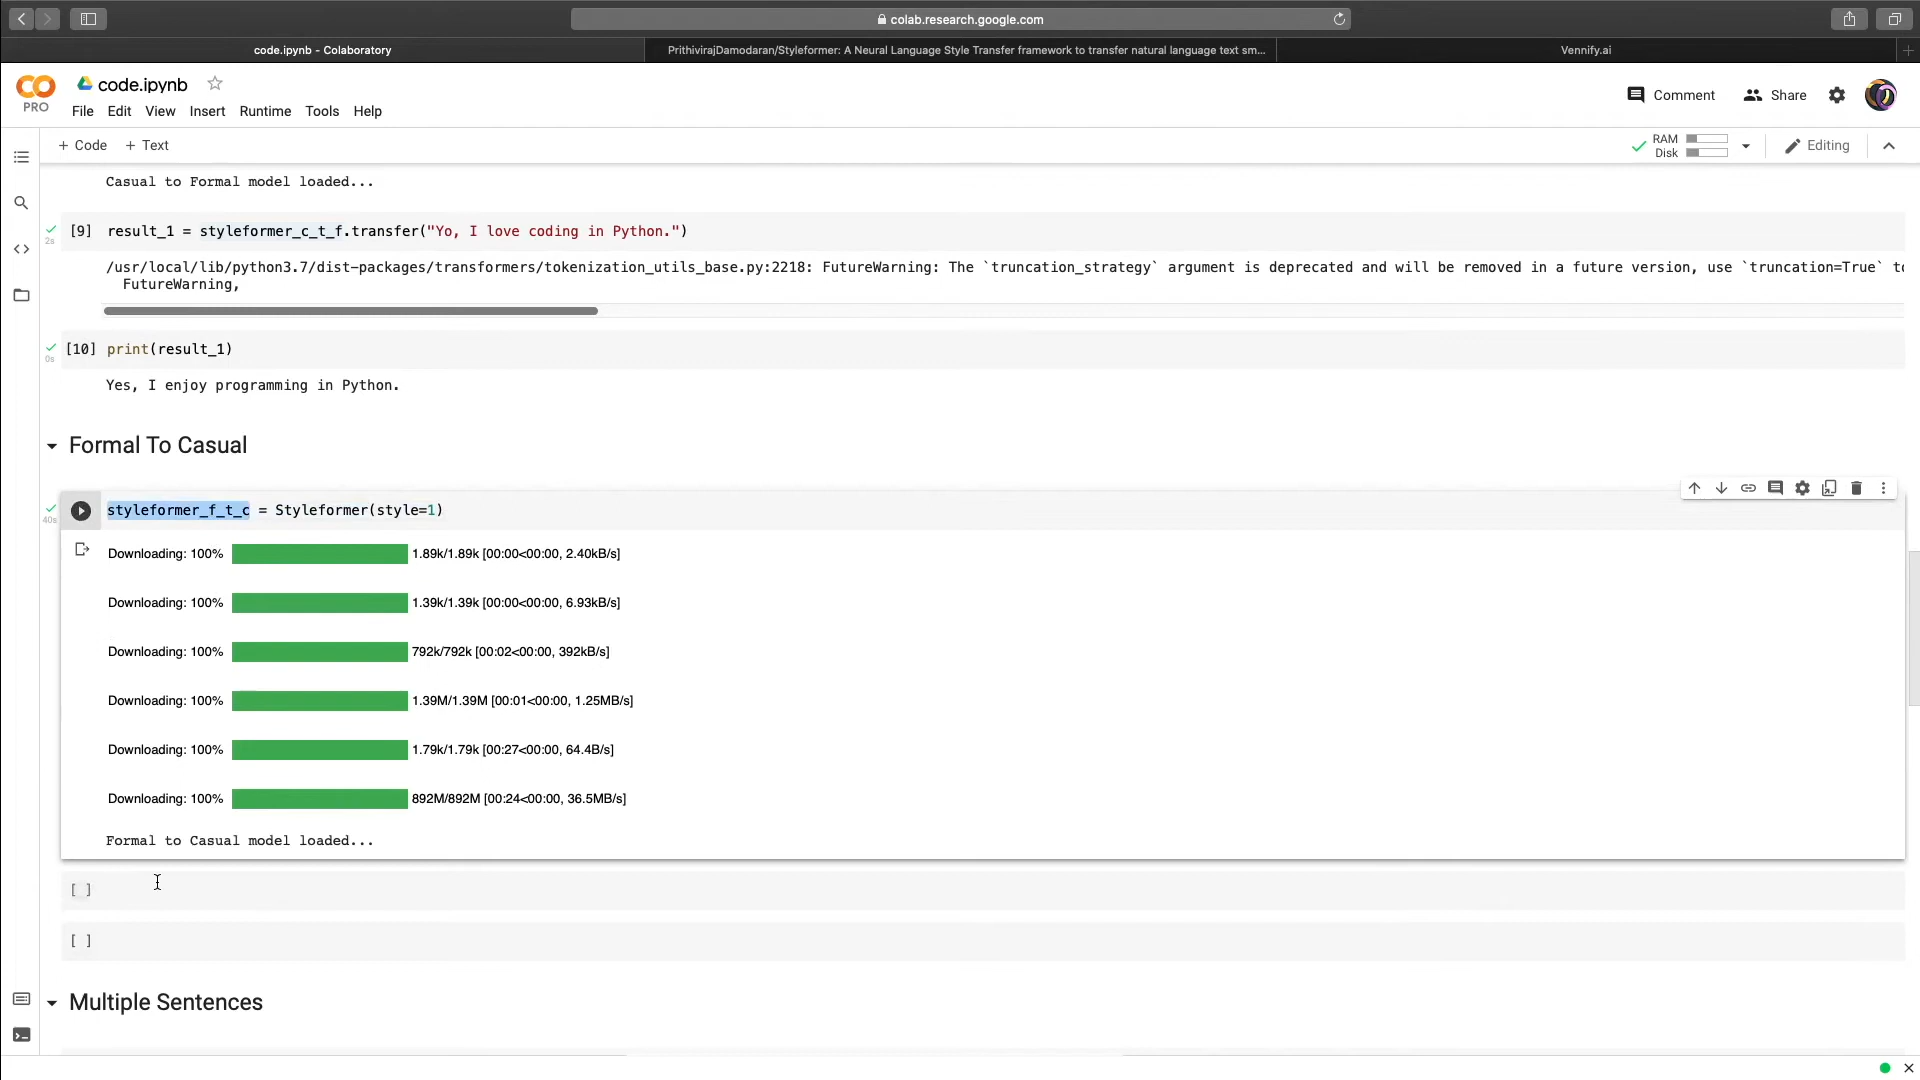 colab.research.google.com
code.ipynb - Colaboratory
PrithivirajDamodaran/Styleformer: A Neural Language Style Transfer framework to transfer natural language text sm...
Vennify.ai
PRO
code.ipynb
File Edit View Insert Runtime Tools Help
Comment
Share
+ Code + Text
RAM
Disk
Editing
Casual to Formal model loaded...
2s
[9] result_1 = styleformer_c_t_f.transfer("Yo, I love coding in Python.")
/usr/local/lib/python3.7/dist-packages/transformers/tokenization_utils_base.py:2218: FutureWarning: The `truncation_strategy` argument is deprecated and will be removed in a future version, use `truncation=True` to
FutureWarning,
0s
[10] print(result_1)
Yes, I enjoy programming in Python.
Formal To Casual
40s
styleformer_f_t_c = Styleformer(style=1)
Downloading: 100% 1.89k/1.89k [00:00<00:00, 2.40kB/s]
Downloading: 100% 1.39k/1.39k [00:00<00:00, 6.93kB/s]
Downloading: 100% 792k/792k [00:02<00:00, 392kB/s]
Downloading: 100% 1.39M/1.39M [00:01<00:00, 1.25MB/s]
Downloading: 100% 1.79k/1.79k [00:27<00:00, 64.4B/s]
Downloading: 100% 892M/892M [00:24<00:00, 36.5MB/s]
Formal to Casual model loaded...
[ ]
[ ]
Multiple Sentences